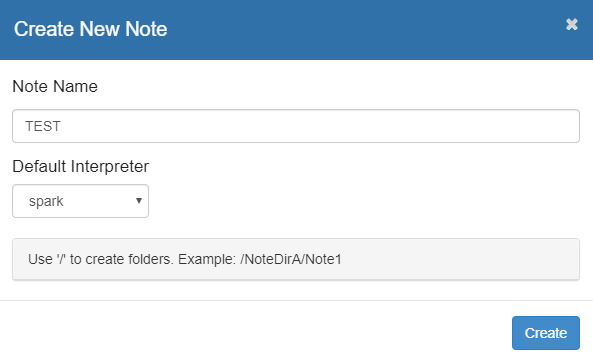 Create New Note
Note Name
TEST
Default Interpreter
spark
Use '/' to create folders. Example: /NoteDirA/Note1
Create